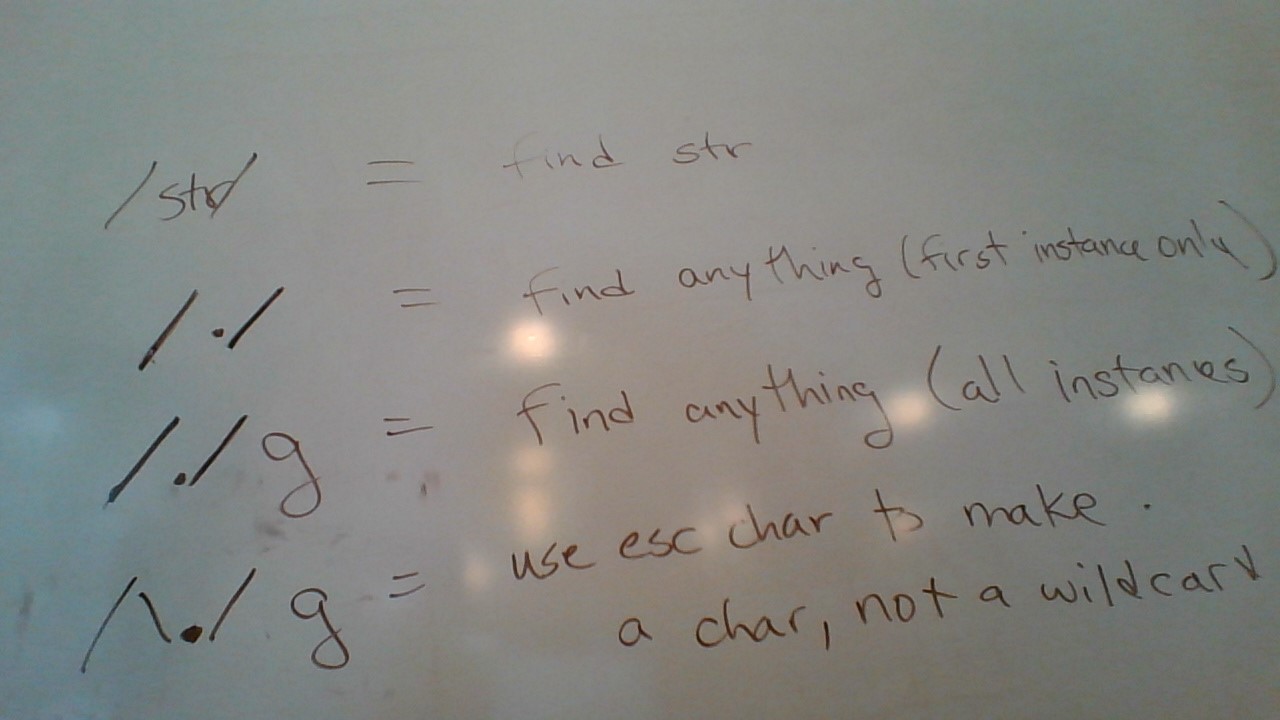 /str/ = find str
/./ = find anything (first instance only)
/./ g = find anything (all instances)
/\./ g = use esc char to make .
a char, not a wildcard